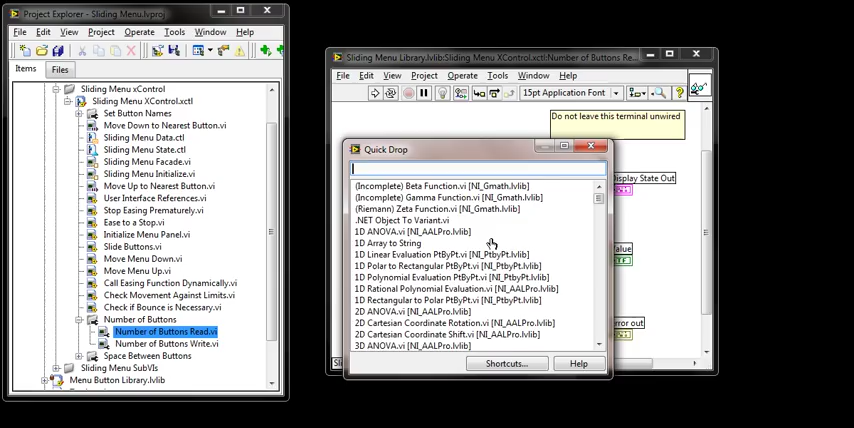 Project Explorer - Sliding Menu.lvproj
File Edit View Project Operate Tools Window Help
Items Files
Sliding Menu xControl
Sliding Menu XControl.xctl
Set Button Names
Move Down to Nearest Button.vi
Sliding Menu Data.ctl
Sliding Menu State.ctl
Sliding Menu Facade.vi
Sliding Menu Initialize.vi
Move Up to Nearest Button.vi
User Interface References.vi
Stop Easing Prematurely.vi
Ease to a Stop.vi
Initialize Menu Panel.vi
Slide Buttons.vi
Move Menu Down.vi
Move Menu Up.vi
Call Easing Function Dynamically.vi
Check Movement Against Limits.vi
Check if Bounce is Necessary.vi
Number of Buttons
Number of Buttons Read.vi
Number of Buttons Write.vi
Space Between Buttons
Sliding Menu SubVIs
Menu Button Library.lvlib
Sliding Menu Library.lvlib:Sliding Menu XControl.xctl:Number of Buttons Re...
File Edit View Project Operate Tools Window Help
15pt Application Font
Do not leave this terminal unwired
Display State Out
alue
TF
rror out
Quick Drop
(Incomplete) Beta Function.vi [NI_Gmath.lvlib]
(Incomplete) Gamma Function.vi [NI_Gmath.lvlib]
(Riemann) Zeta Function.vi [NI_Gmath.lvlib]
.NET Object To Variant.vi
1D ANOVA.vi [NI_AALPro.lvlib]
1D Array to String
1D Linear Evaluation PtByPt.vi [NI_PtbyPt.lvlib]
1D Polar to Rectangular PtByPt.vi [NI_PtbyPt.lvlib]
1D Polynomial Evaluation PtByPt.vi [NI_PtbyPt.lvlib]
1D Rational Polynomial Evaluation.vi [NI_AALPro.lvlib]
1D Rectangular to Polar PtByPt.vi [NI_PtbyPt.lvlib]
2D ANOVA.vi [NI_AALPro.lvlib]
2D Cartesian Coordinate Rotation.vi [NI_AALPro.lvlib]
2D Cartesian Coordinate Shift.vi [NI_AALPro.lvlib]
3D ANOVA.vi [NI_AALPro.lvlib]
Shortcuts... Help